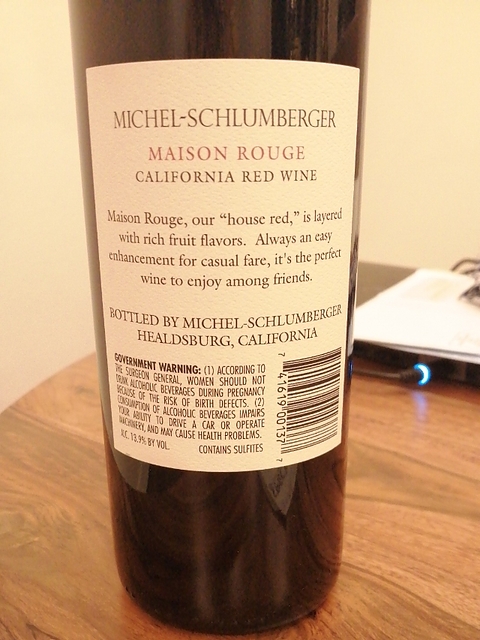 MICHEL-SCHLUMBERGER
MAISON ROUGE
CALIFORNIA RED WINE
Maison Rouge, our “house red,” is layered
with rich fruit flavors. Always an easy
enhancement for casual fare, it's the perfect
wine to enjoy among friends.
BOTTLED BY MICHEL-SCHLUMBERGER
HEALDSBURG, CALIFORNIA
GOVERNMENT WARNING: (1) ACCORDING TO
THE SURGEON GENERAL, WOMEN SHOULD NOT
DRINK ALCOHOLIC BEVERAGES DURING PREGNANCY
BECAUSE OF THE RISK OF BIRTH DEFECTS. (2)
CONSUMPTION OF ALCOHOLIC BEVERAGES IMPAIRS
YOUR ABILITY TO DRIVE A CAR OR OPERATE
MACHINERY, AND MAY CAUSE HEALTH PROBLEMS.
ALC. 13.9% BY VOL. CONTAINS SULFITES
7 41619 00137 7